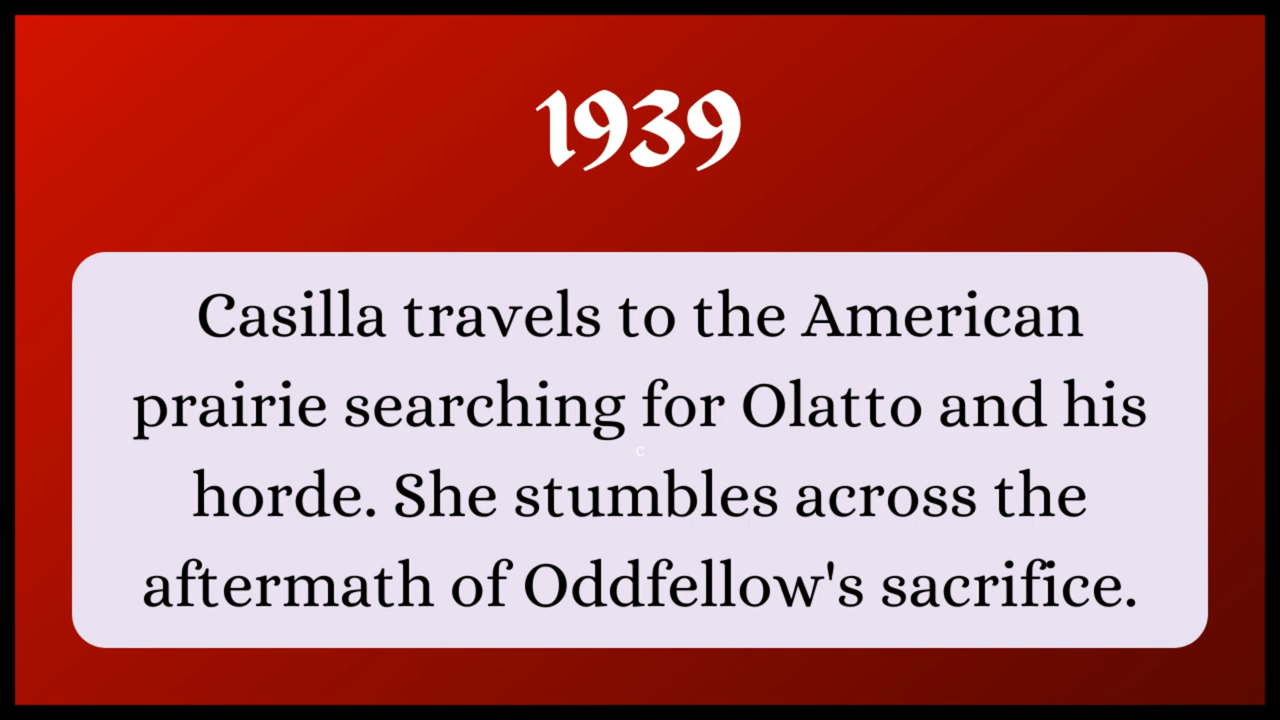 1939
Casilla travels to the American
prairie searching for Olatto and his
c
horde. She stumbles across the
aftermath of Oddfellow's sacrifice.